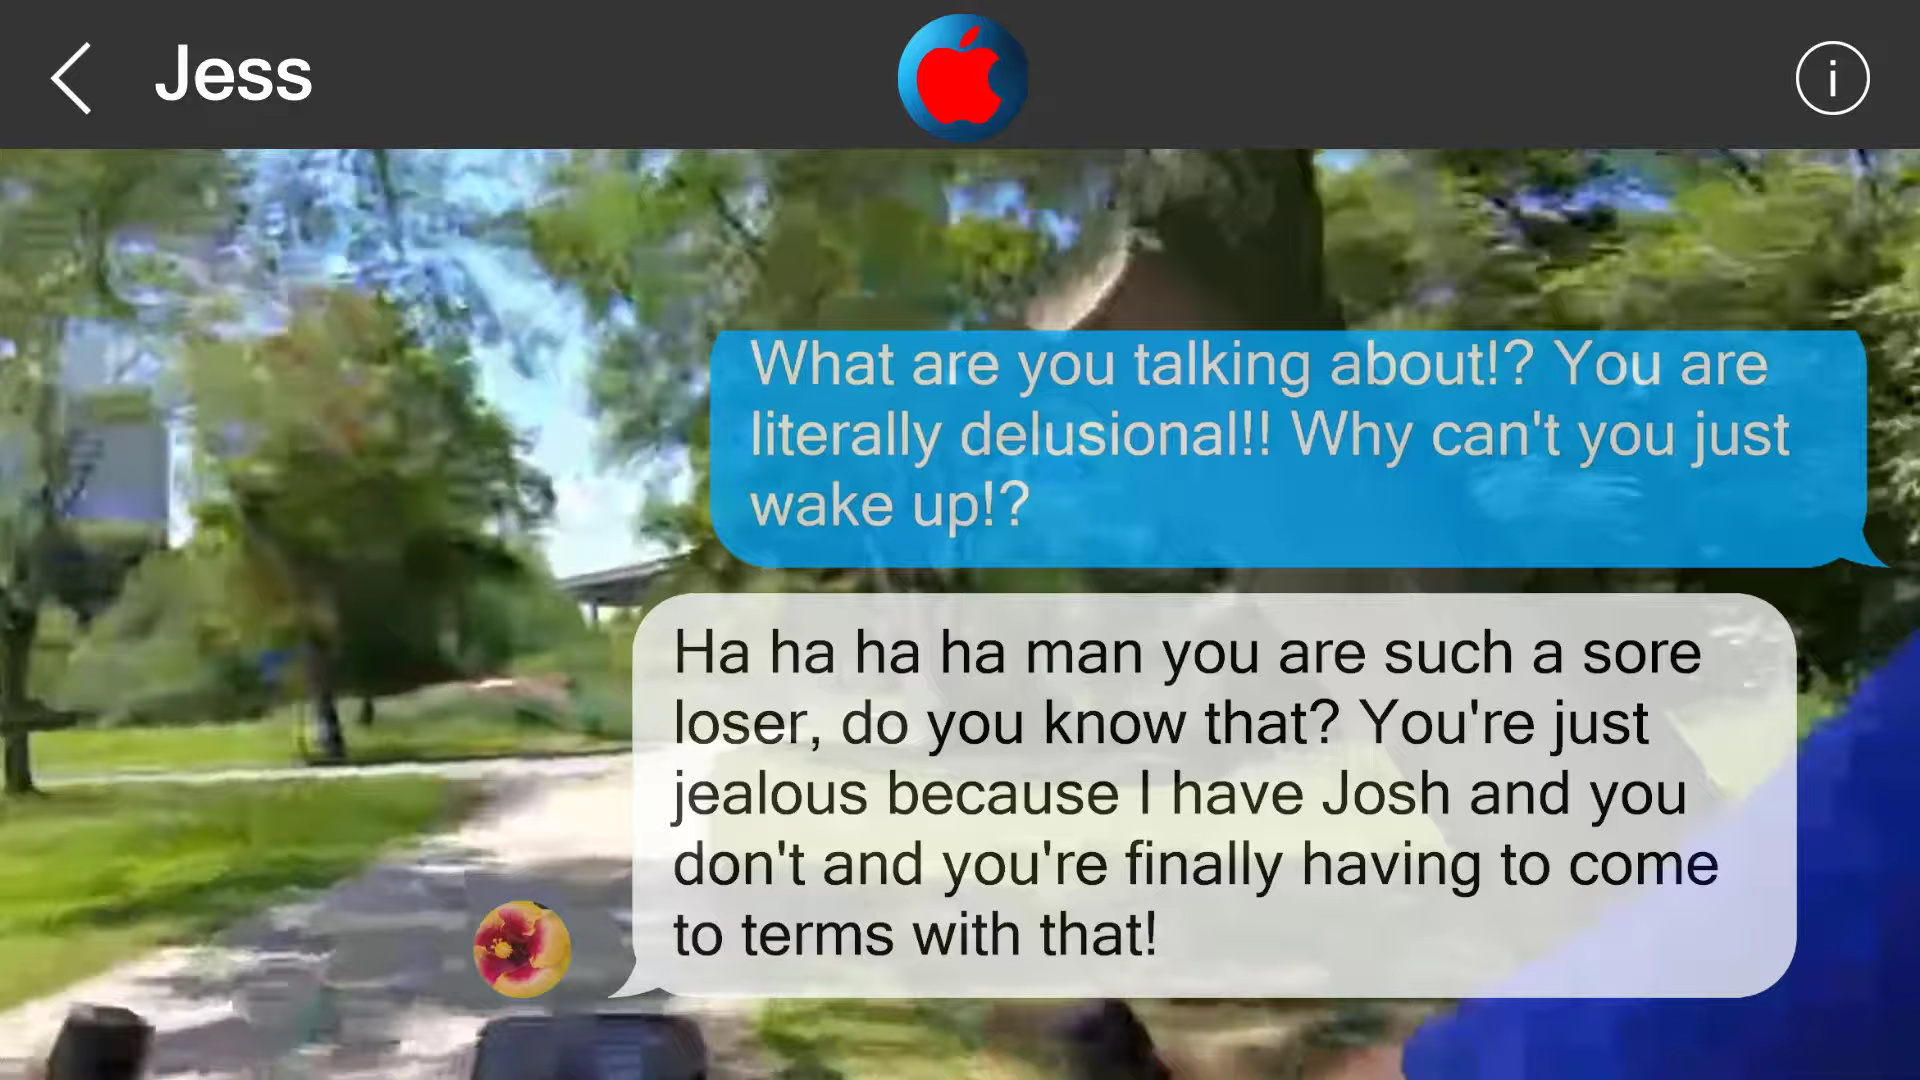 Jess
i
What are you talking about!? You are
literally delusional!! Why can't you just
wake up!?
Ha ha ha ha man you are such a sore
loser, do you know that? You're just
jealous because I have Josh and you
don't and you're finally having to come
to terms with that!